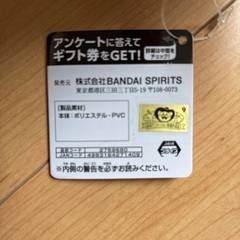 アンケートに答えて
ギフト券をGET!
詳細は中面を
チェック!
発売元 株式会社BANDAI SPIRITS
東京都港区三田三丁目5-19 〒108-0073
【製品素材】
本体:ポリエステル・PVC
※内側の警告を必ずお読みください。